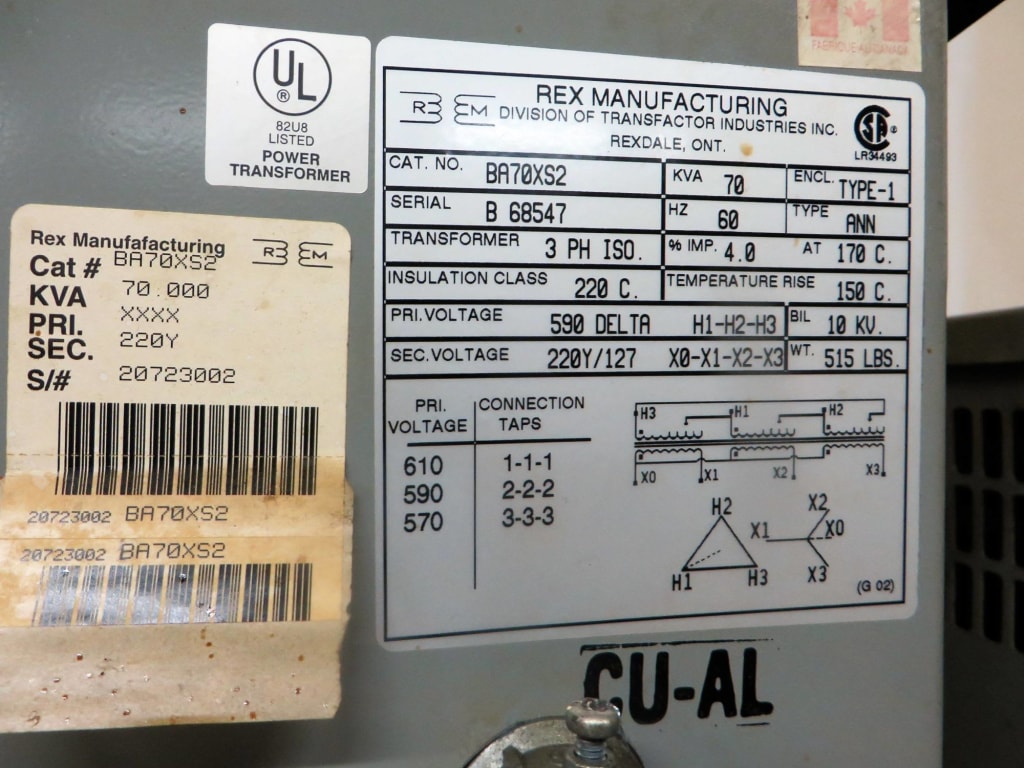 FABRIQUE AU CANADA
UL ®
82U8
LISTED
POWER
TRANSFORMER
REX MANUFACTURING
DIVISION OF TRANSFACTOR INDUSTRIES INC.
REXDALE, ONT.
LR34493
CAT. NO. BA70XS2 KVA 70 ENCL. TYPE-1
SERIAL B 68547 HZ 60 TYPE ANN
TRANSFORMER 3 PH ISO. % IMP. 4.0 AT 170 C.
INSULATION CLASS 220 C. TEMPERATURE RISE 150 C.
PRI.VOLTAGE 590 DELTA H1-H2-H3 BIL 10 KV.
SEC.VOLTAGE 220Y/127 X0-X1-X2-X3 WT. 515 LBS.
PRI. CONNECTION
VOLTAGE TAPS
610 1-1-1
590 2-2-2
570 3-3-3
H3 H1 H2
X0 X1 X2 X3
H2
H1 H3
X2
X1 X0
X3
(G 02)
Rex Manufafacturing
Cat # BA70XS2
KVA 70.000
PRI. XXXX
SEC. 220Y
S/# 20723002
20723002 BA70XS2
20723002 BA70XS2
CU-AL